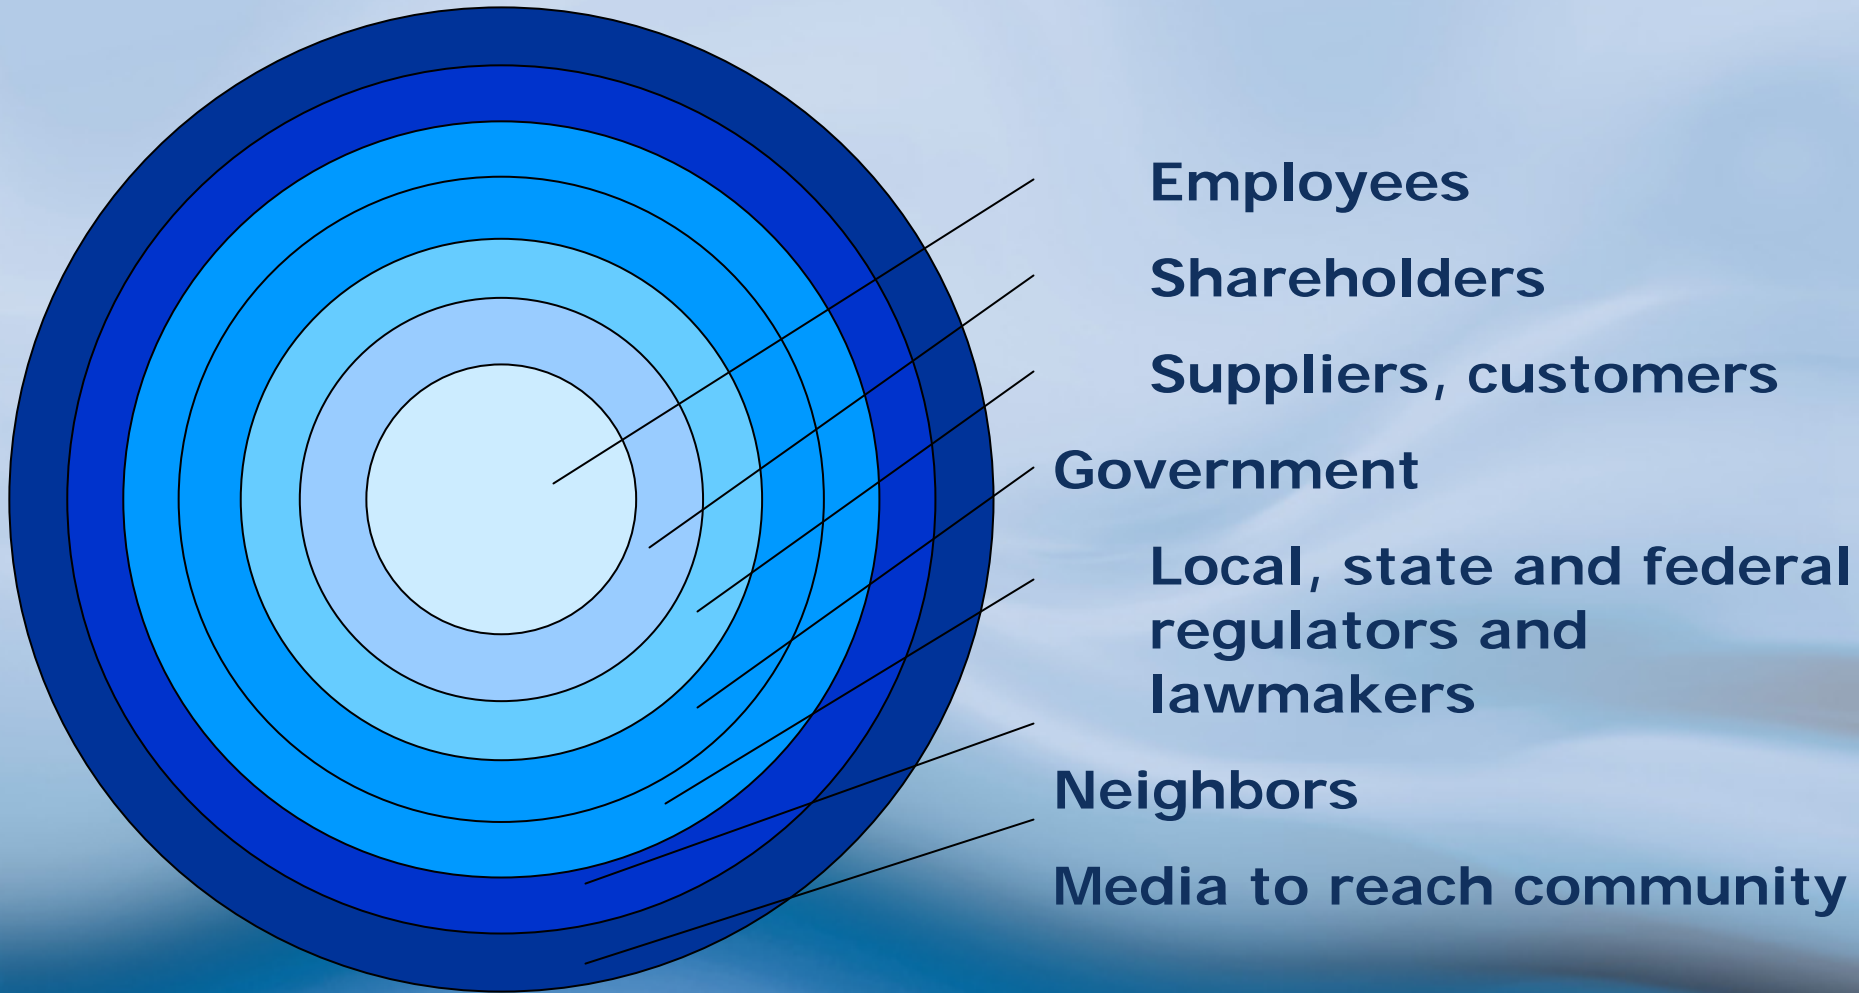 Employees
Shareholders
Suppliers, customers
Government
Local, state and federal
regulators and
lawmakers
Neighbors
Media to reach community